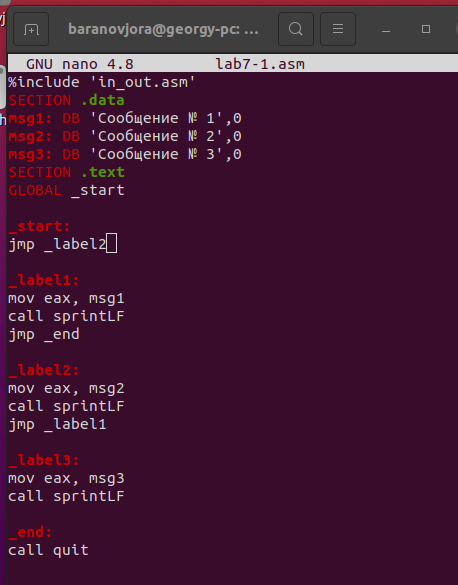 baranovjora@georgy-pc: ...
GNU nano 4.8 lab7-1.asm
%include 'in_out.asm'
SECTION .data
msg1: DB 'Сообщение № 1',0
msg2: DB 'Сообщение № 2',0
msg3: DB 'Сообщение № 3',0
SECTION .text
GLOBAL _start
_start:
jmp _label2
_label1:
mov eax, msg1
call sprintLF
jmp _end
_label2:
mov eax, msg2
call sprintLF
jmp _label1
_label3:
mov eax, msg3
call sprintLF
_end:
call quit